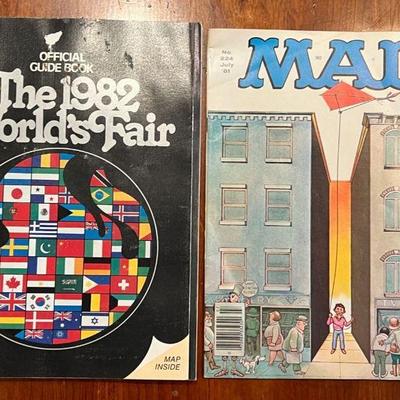 OFFICIAL
GUIDE BOOK
The 1982
World's Fair
MAP
INSIDE
No.
224
July
'81
MAD